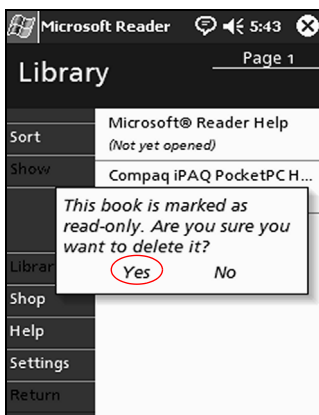 Microsoft Reader 5:43
Library
Page 1
Sort
Show
Microsoft® Reader Help
(Not yet opened)
Compaq iPAQ PocketPC H...
This book is marked as
read-only. Are you sure you
want to delete it?
Yes No
Librar
Shop
Help
Settings
Return